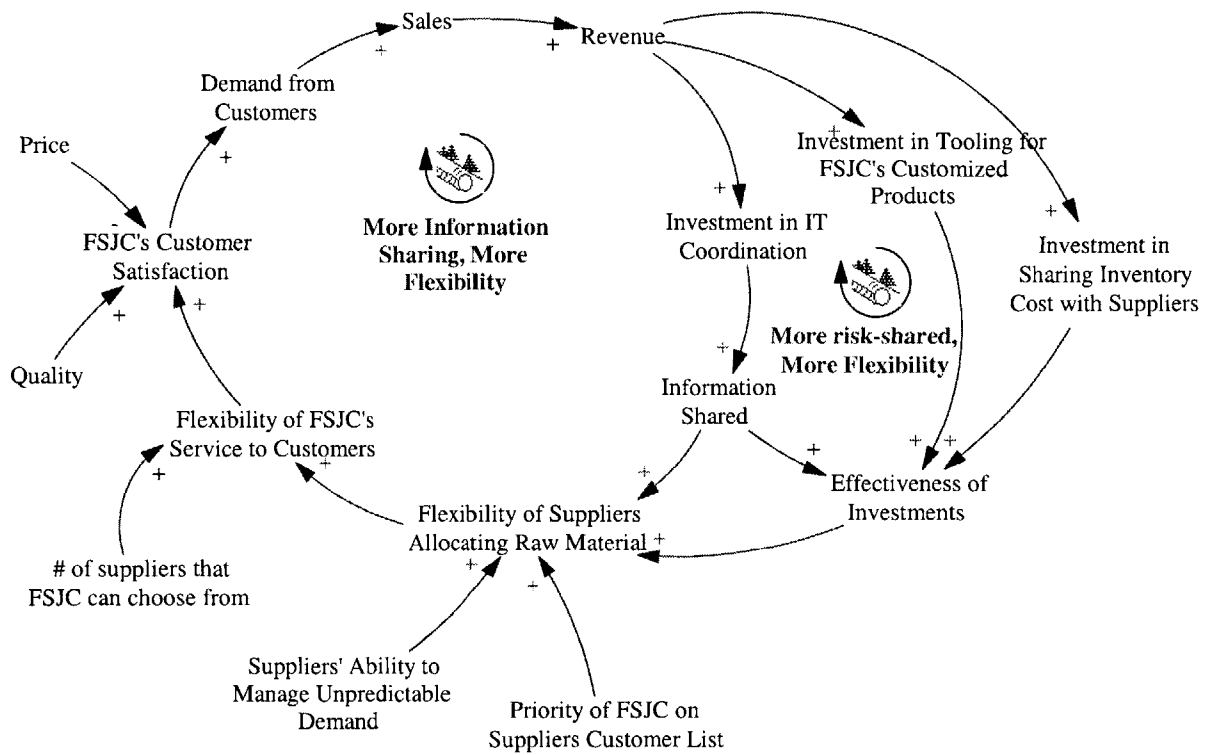 Sales
+
+
Revenue
Demand from
Customers
+
Price
FSJC's Customer
Satisfaction
+
+
Quality
More Information
Sharing, More
Flexibility
+
Investment in Tooling for
FSJC's Customized
Products
+
Investment in IT
Coordination
+
Investment in
Sharing Inventory
Cost with Suppliers
More risk-shared,
More Flexibility
+
Information
Shared
Flexibility of FSJC's
Service to Customers
+
+
+
+
+
+
Effectiveness of
Investments
Flexibility of Suppliers
Allocating Raw Material
+
+
+
# of suppliers that
FSJC can choose from
Suppliers' Ability to
Manage Unpredictable
Demand
Priority of FSJC on
Suppliers Customer List